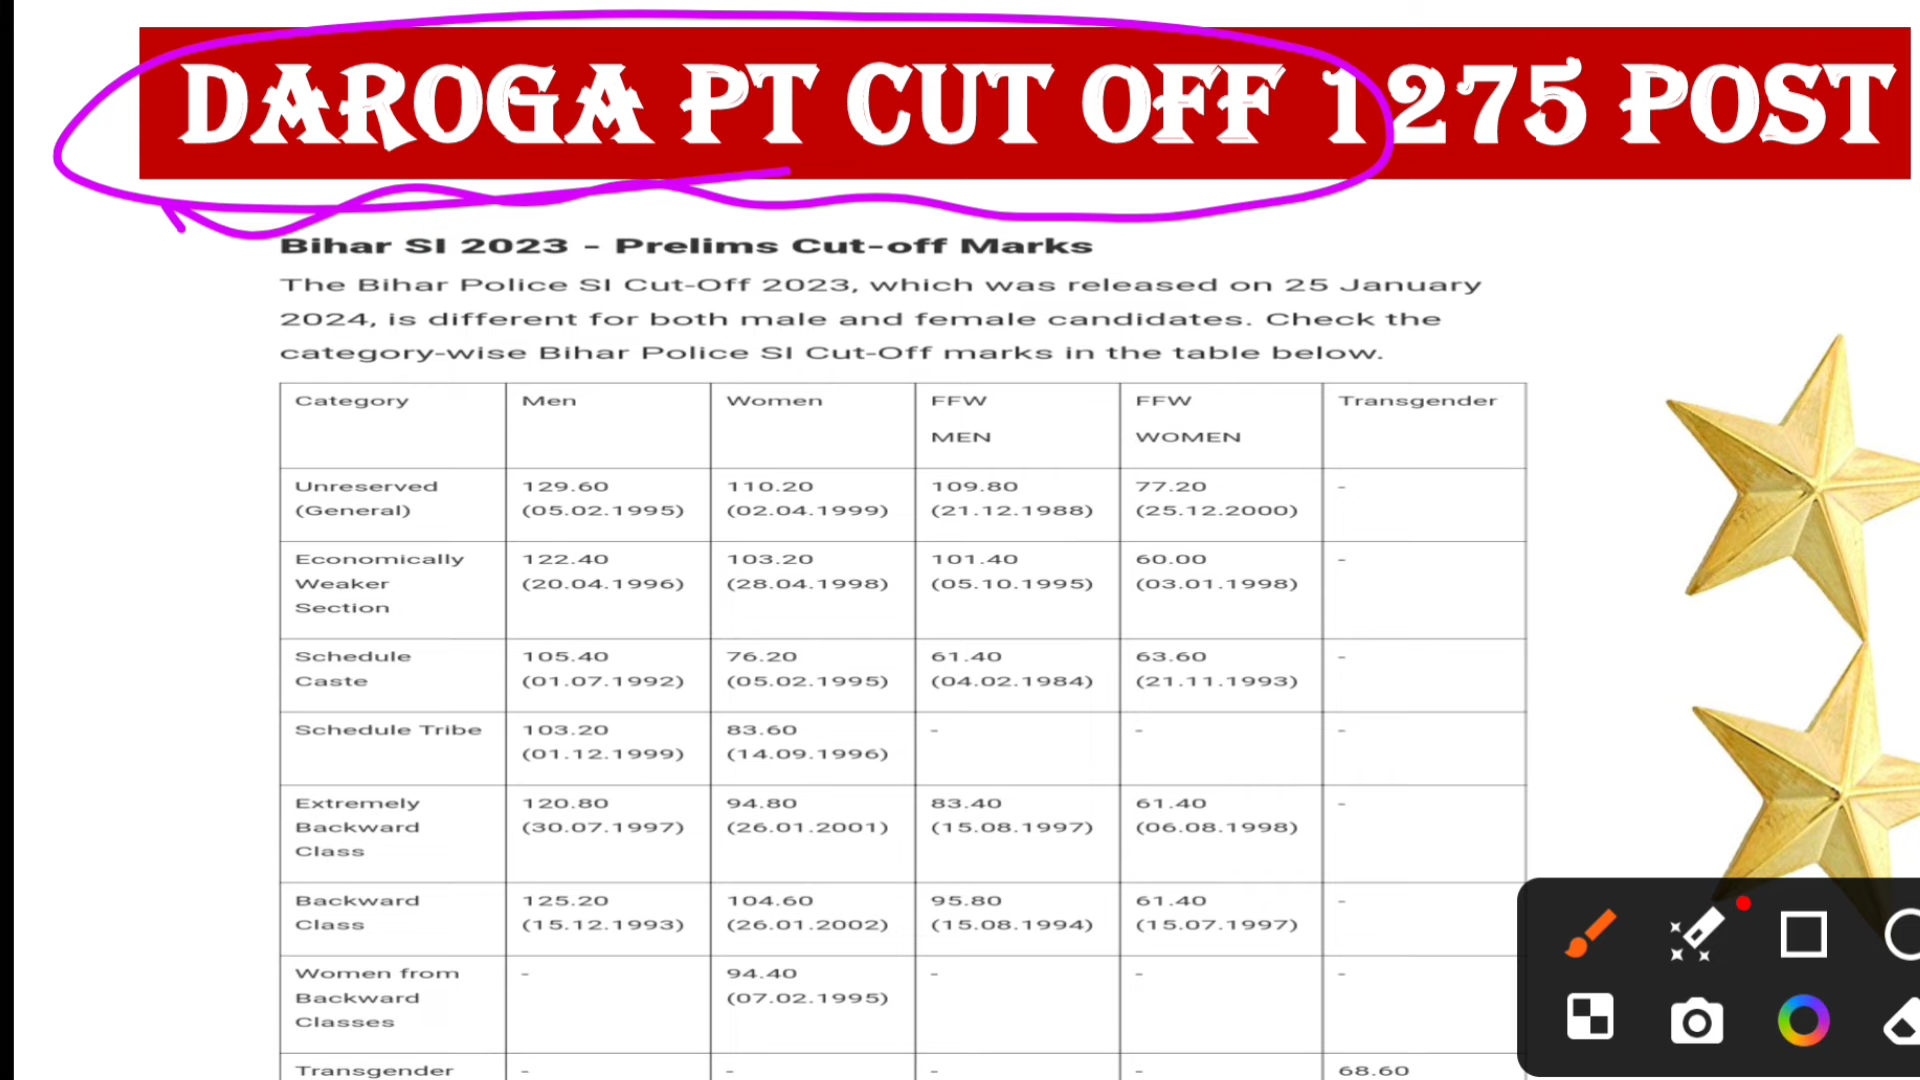 DAROGA PT CUT OFF 1275 POST
Bihar SI 2023 - Prelims Cut-off Marks
The Bihar Police SI Cut-Off 2023, which was released on 25 January
2024, is different for both male and female candidates. Check the
category-wise Bihar Police SI Cut-Off marks in the table below.
Category Men Women FFW FFW Transgender
MEN WOMEN
Unreserved 129.60 110.20 109.80 77.20 -
(General) (05.02.1995) (02.04.1999) (21.12.1988) (25.12.2000)
Economically 122.40 103.20 101.40 60.00 -
Weaker (20.04.1996) (28.04.1998) (05.10.1995) (03.01.1998)
Section
Schedule 105.40 76.20 61.40 63.60 -
Caste (01.07.1992) (05.02.1995) (04.02.1984) (21.11.1993)
Schedule Tribe 103.20 83.60 - - -
(01.12.1999) (14.09.1996)
Extremely 120.80 94.80 83.40 61.40 -
Backward (30.07.1997) (26.01.2001) (15.08.1997) (06.08.1998)
Class
Backward 125.20 104.60 95.80 61.40 -
Class (15.12.1993) (26.01.2002) (15.08.1994) (15.07.1997)
Women from - 94.40 - - -
Backward (07.02.1995)
Classes
Transgender - - - - 68.60